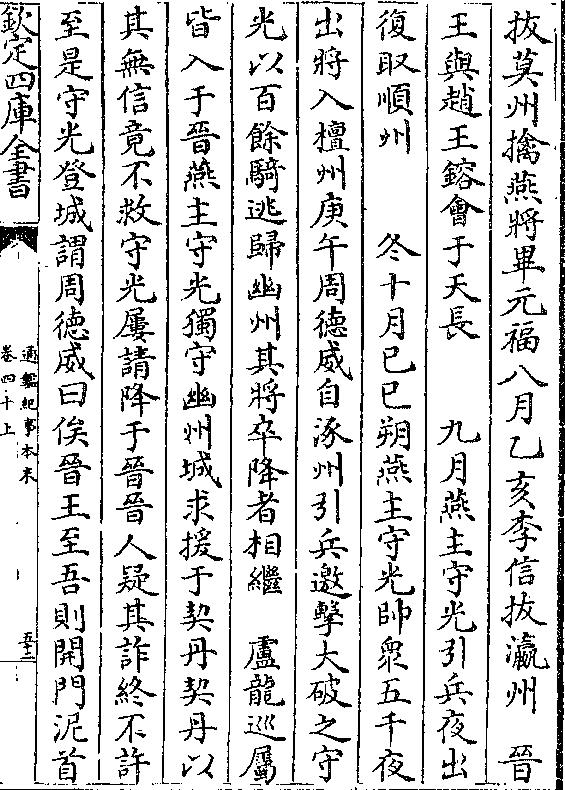 拔莫州擒燕將畢元福八月乙亥李信拔瀛州　晉
王與趙王鎔會于天長　　九月燕主守光引兵夜出
復取順州　　冬十月己巳朔燕主守光帥衆五千夜
出將入檀州庚午周德威自涿州引兵邀擊大破之守
光以百餘騎逃歸幽州其將卒降者相繼　盧龍巡屬
皆入于晉燕主守光獨守幽州城求援于契丹契丹以
其無信竟不救守光屢請降于晉晉人疑其詐終不許
至是守光登城謂周德威曰俟晉王至吾則開門泥首
欽定四庫全書
通鑑紀事本末
卷四十上
五十二